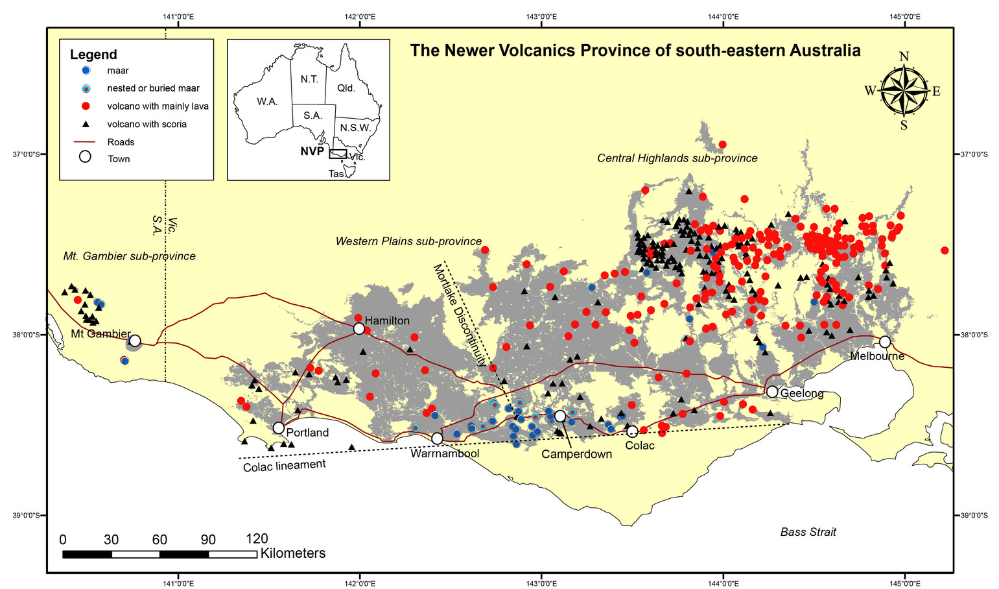 141°0'0"E
142°0'0"E
143°0'0"E
144°0'0"E
145°0'0"E
The Newer Volcanics Province of south-eastern Australia
Legend
maar
nested or buried maar
volcano with mainly lava
volcano with scoria
Roads
Town
W.A.
N.T.
Qld.
S.A.
N.S.W.
NVP
Vic.
Tas.
N
W
E
S
37°0'0"S
37°0'0"S
Central Highlands sub-province
Vic.
S.A.
Western Plains sub-province
Mt. Gambier sub-province
Mortlake Discontinuity
Hamilton
Mt Gambier
38°0'0"S
38°0'0"S
Melbourne
Geelong
Portland
Warrnambool
Camperdown
Colac
Colac lineament
39°0'0"S
39°0'0"S
Bass Strait
0
30
60
90
120
Kilometers
141°0'0"E
142°0'0"E
143°0'0"E
144°0'0"E
145°0'0"E